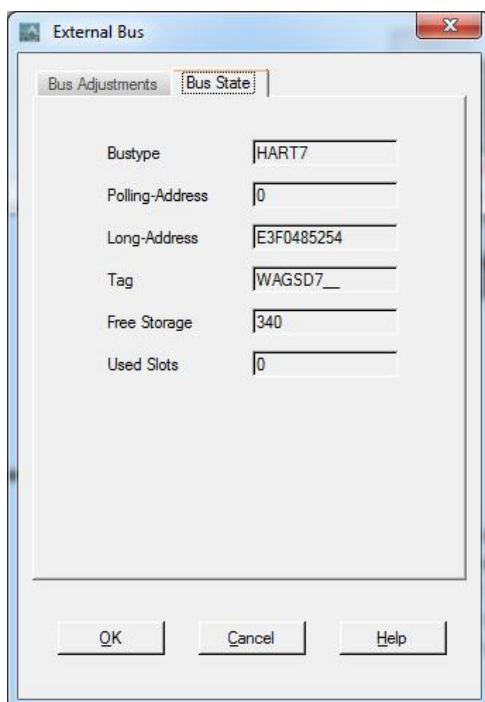 External Bus
Bus Adjustments Bus State
Bustype HART7
Polling-Address 0
Long-Address E3F0485254
Tag WAGSD7__
Free Storage 340
Used Slots 0
OK Cancel Help